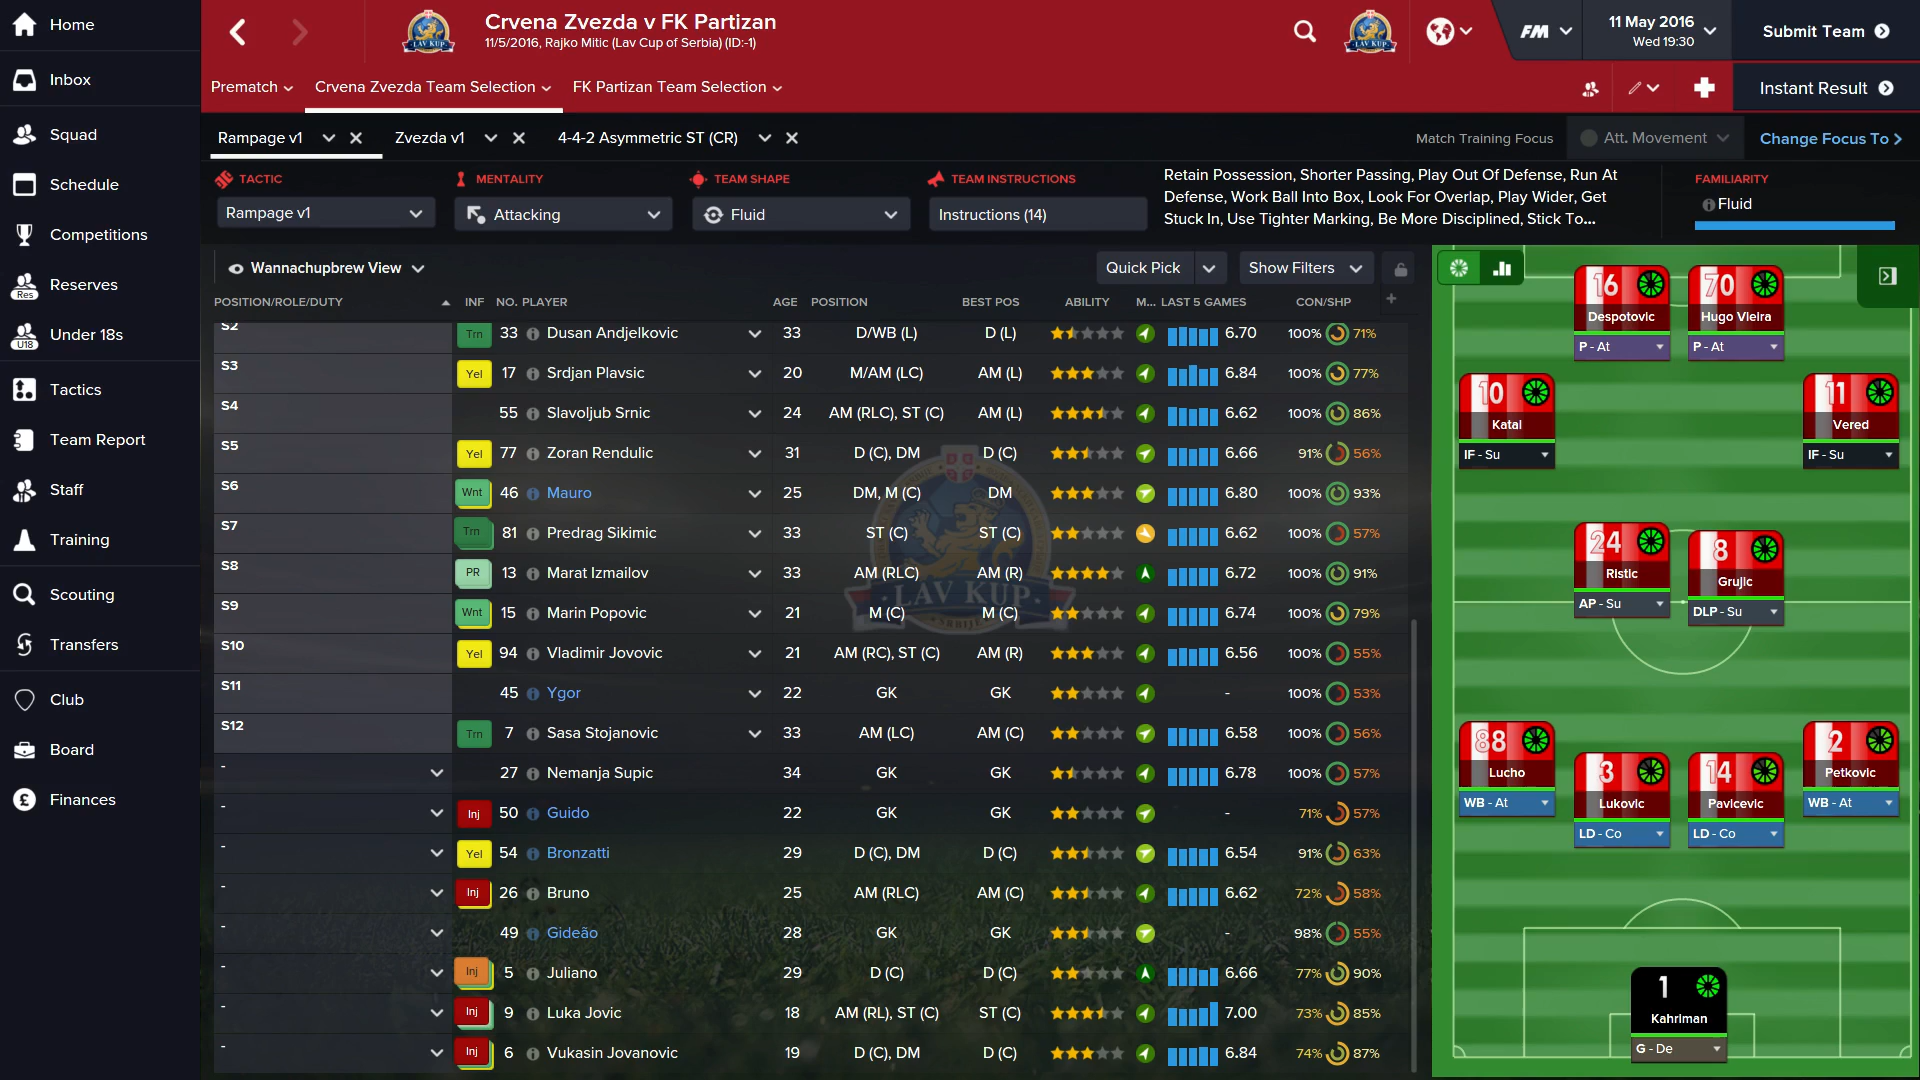 Home
Inbox
Squad
Schedule
Competitions
Res
Reserves
U18
Under 18s
Tactics
Team Report
Staff
Training
Scouting
Transfers
Club
Board
£ Finances
LAV KUP
Crvena Zvezda v FK Partizan
11/5/2016, Rajko Mitic (Lav Cup of Serbia) (ID:-1)
LAV KUP
FM
11 May 2016
Wed 19:30
Submit Team
Prematch
Crvena Zvezda Team Selection
FK Partizan Team Selection
Instant Result
Rampage v1
Zvezda v1
4-4-2 Asymmetric ST (CR)
Match Training Focus
Att. Movement
Change Focus To
TACTIC
Rampage v1
MENTALITY
Attacking
TEAM SHAPE
Fluid
TEAM INSTRUCTIONS
Instructions (14)
Retain Possession, Shorter Passing, Play Out Of Defense, Run At
Defense, Work Ball Into Box, Look For Overlap, Play Wider, Get
Stuck In, Use Tighter Marking, Be More Disciplined, Stick To...
FAMILIARITY
Fluid
Wannachupbrew View
Quick Pick
Show Filters
POSITION/ROLE/DUTY INF NO. PLAYER AGE POSITION BEST POS ABILITY M... LAST 5 GAMES CON/SHP
S2 Trn 33 Dusan Andjelkovic 33 D/WB (L) D (L) 6.70 100% 71%
S3 Yel 17 Srdjan Plavsic 20 M/AM (LC) AM (L) 6.84 100% 77%
S4 55 Slavoljub Srnic 24 AM (RLC), ST (C) AM (L) 6.62 100% 86%
S5 Yel 77 Zoran Rendulic 31 D (C), DM D (C) 6.66 91% 56%
S6 Wnt 46 Mauro 25 DM, M (C) DM 6.80 100% 93%
S7 Trn 81 Predrag Sikimic 33 ST (C) ST (C) 6.62 100% 57%
S8 PR 13 Marat Izmailov 33 AM (RLC) AM (R) 6.72 100% 91%
S9 Wnt 15 Marin Popovic 21 M (C) M (C) 6.74 100% 79%
S10 Yel 94 Vladimir Jovovic 21 AM (RC), ST (C) AM (R) 6.56 100% 55%
S11 45 Ygor 22 GK GK - 100% 53%
S12 Trn 7 Sasa Stojanovic 33 AM (LC) AM (C) 6.58 100% 56%
- 27 Nemanja Supic 34 GK GK 6.78 100% 57%
- Inj 50 Guido 22 GK GK - 71% 57%
- Yel 54 Bronzatti 29 D (C), DM D (C) 6.54 91% 63%
- Inj 26 Bruno 25 AM (RLC) AM (C) 6.62 72% 58%
- 49 Gideão 28 GK GK - 98% 55%
- Inj 5 Juliano 29 D (C) D (C) 6.66 77% 90%
- Inj 9 Luka Jovic 18 AM (RL), ST (C) ST (C) 7.00 73% 85%
- Inj 6 Vukasin Jovanovic 19 D (C), DM D (C) 6.84 74% 87%
LAV KUP
16
Despotovic
P - At
70
Hugo Vieira
P - At
10
Katai
IF - Su
11
Vered
IF - Su
24
Ristic
AP - Su
8
Grujic
DLP - Su
88
Lucho
WB - At
3
Lukovic
LD - Co
14
Pavicevic
LD - Co
2
Petkovic
WB - At
1
Kahriman
G - De